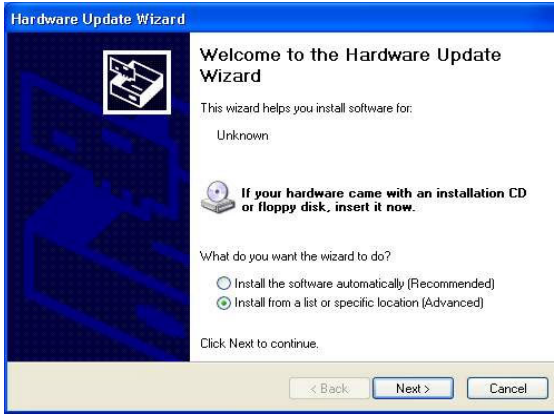 Hardware Update Wizard
Welcome to the Hardware Update
Wizard
This wizard helps you install software for:
Unknown
If your hardware came with an installation CD
or floppy disk, insert it now.
What do you want the wizard to do?
Install the software automatically (Recommended)
Install from a list or specific location (Advanced)
Click Next to continue.
< Back
Next >
Cancel